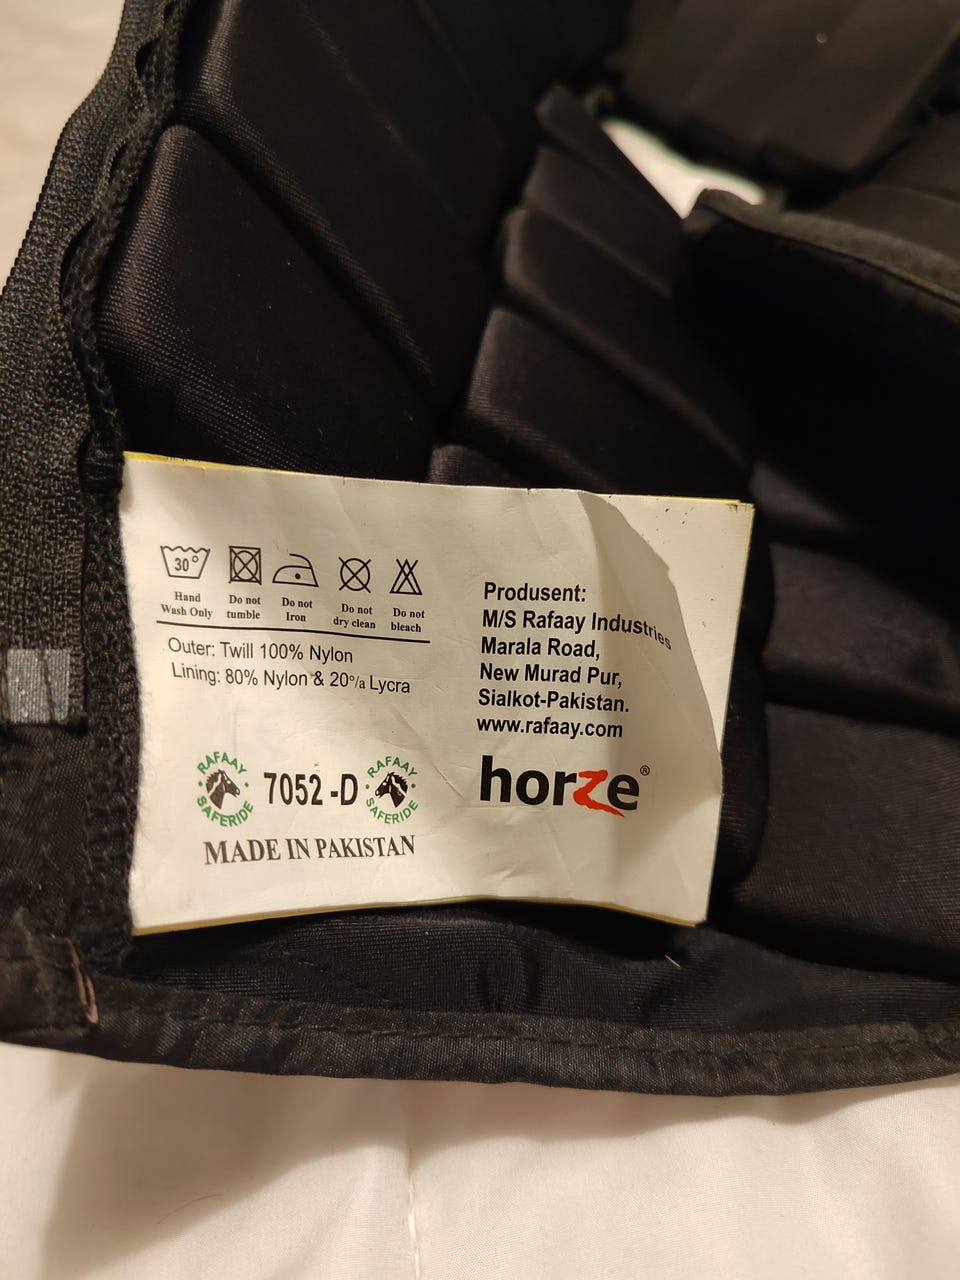 30°
Hand
Wash Only
Do not
tumble
Do not
Iron
Do not
dry clean
Do not
bleach
Outer: Twill 100% Nylon
Lining: 80% Nylon & 20°/a Lycra
RAFAAY
SAFERIDE
7052 -D
RAFAAY
SAFERIDE
MADE IN PAKISTAN
Produsent:
M/S Rafaay Industries
Marala Road,
New Murad Pur,
Sialkot-Pakistan.
www.rafaay.com
horze®